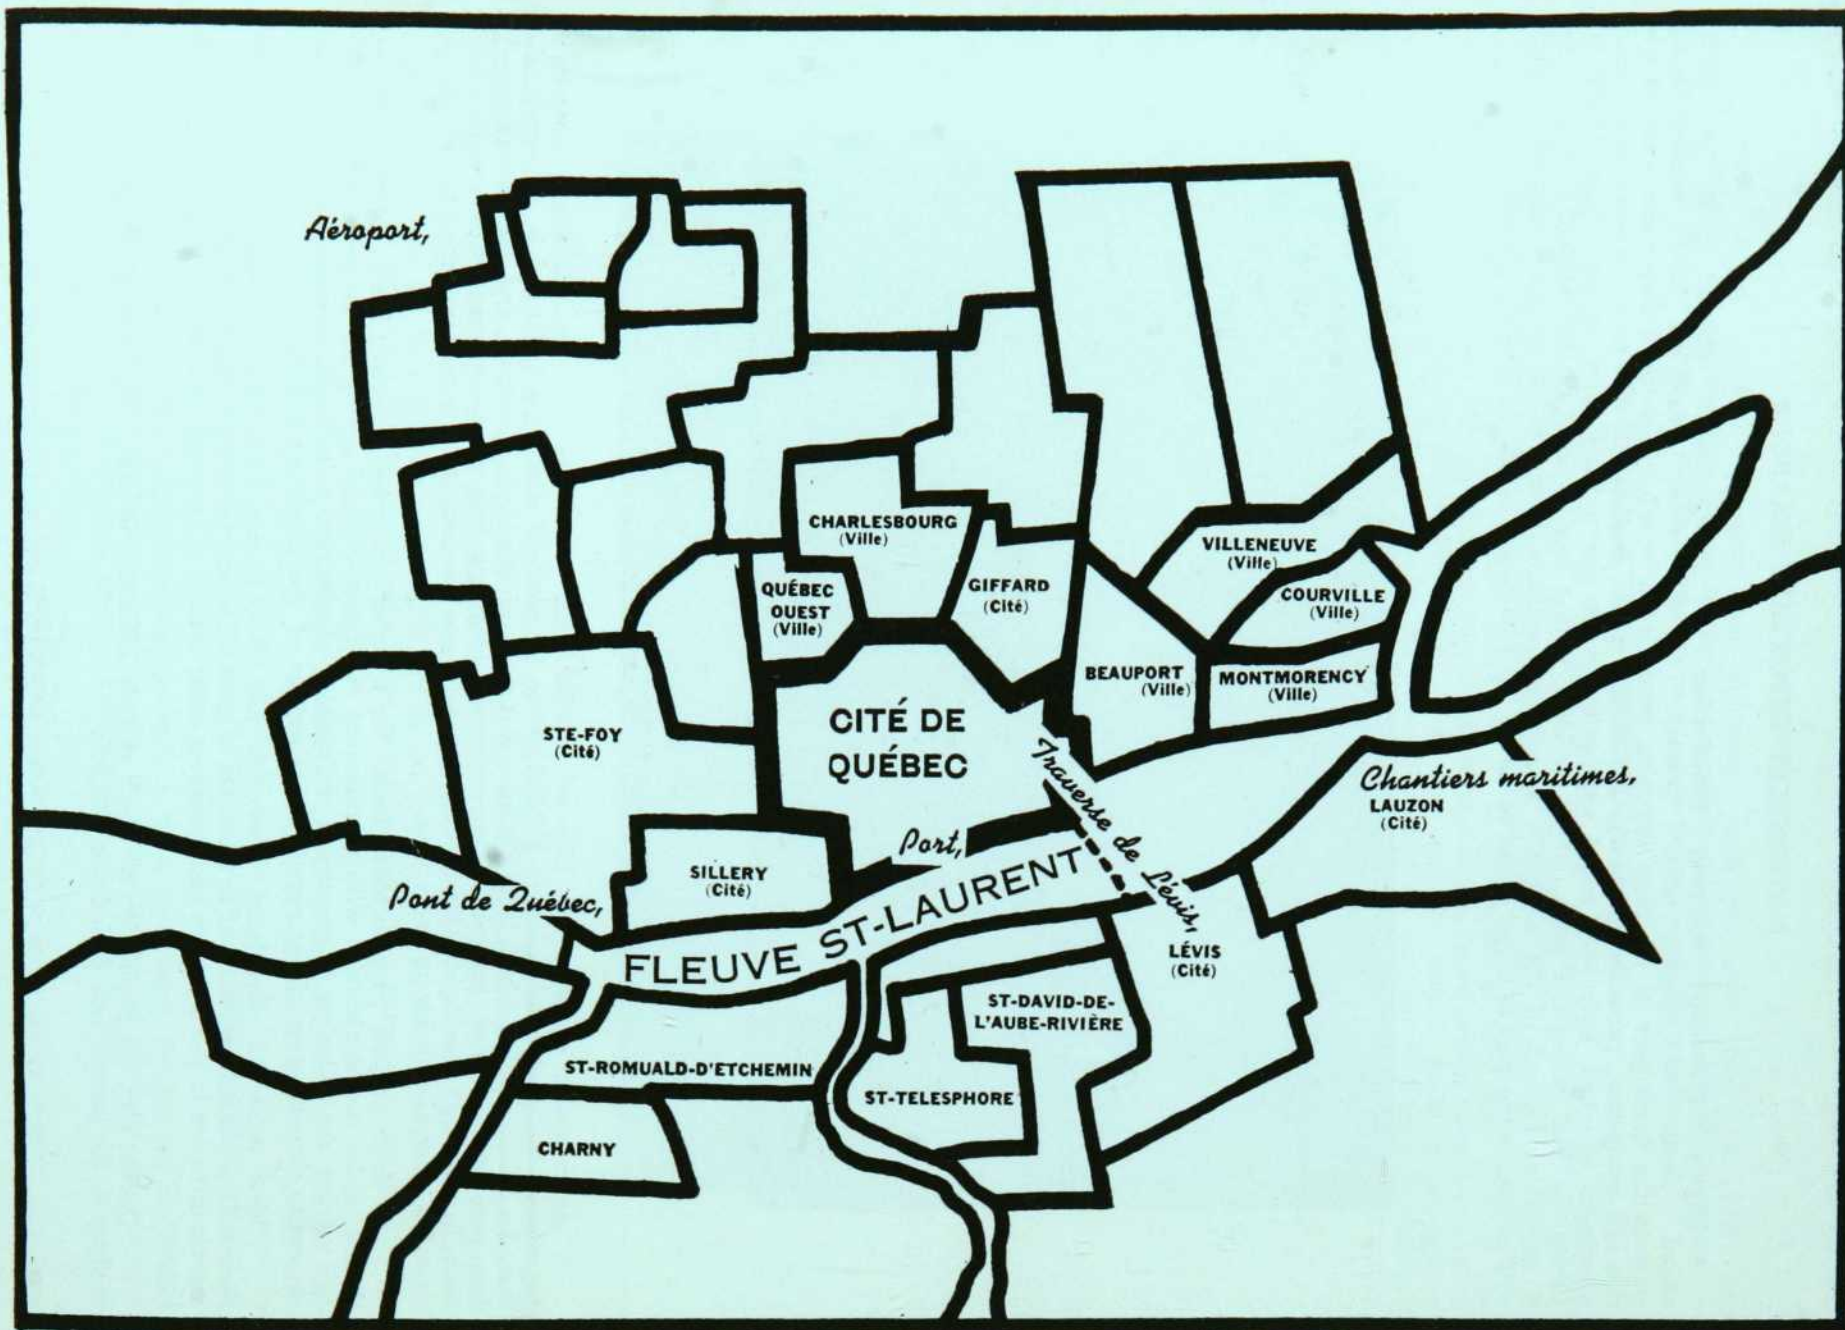 Aéroport,
CHARLESBOURG
(Ville)
VILLENEUVE
(Ville)
QUÉBEC
OUEST
(Ville)
GIFFARD
(Cité)
COURVILLE
(Ville)
BEAUPORT
(Ville)
MONTMORENCY
(Ville)
STE-FOY
(Cité)
CITÉ DE
QUÉBEC
Traverse de Lévis,
Chantiers maritimes,
LAUZON
(Cité)
Port,
SILLERY
(Cité)
Pont de Québec,
FLEUVE ST-LAURENT
LÉVIS
(Cité)
ST-DAVID-DE-
L'AUBE-RIVIÈRE
ST-ROMUALD-D'ETCHEMIN
ST-TELESPHORE
CHARNY